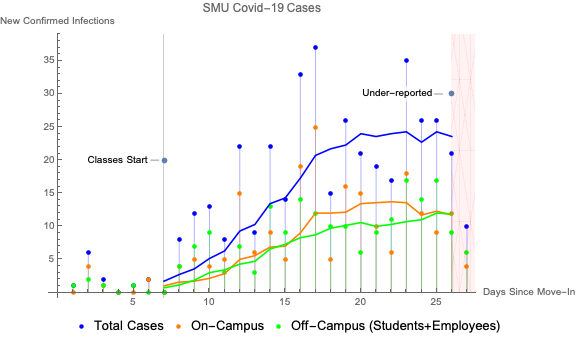 SMU Covid-19 Cases
New Confirmed Infections
35
30
25
20
15
10
5
Under-reported
Classes Start
5 10 15 20 25 Days Since Move-In
Total Cases On-Campus Off-Campus (Students+Employees)